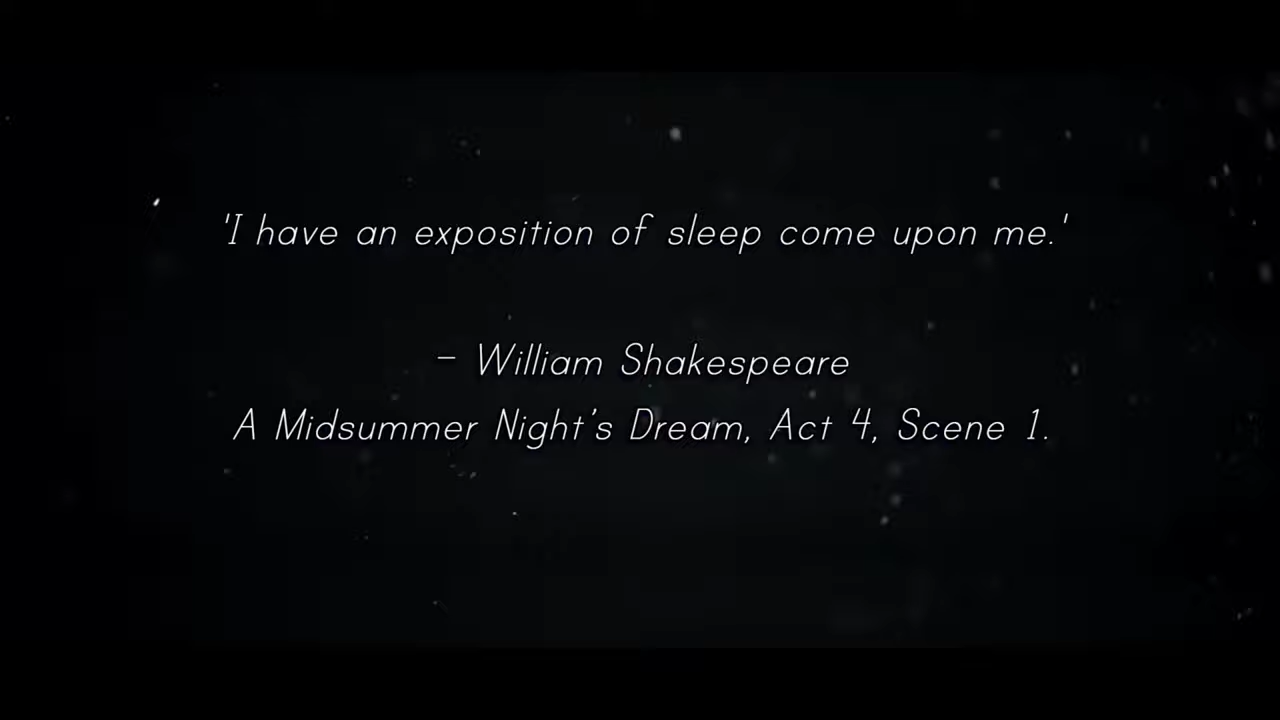 'I have an exposition of sleep come upon me.'
- William Shakespeare
A Midsummer Night's Dream, Act 4, Scene 1.